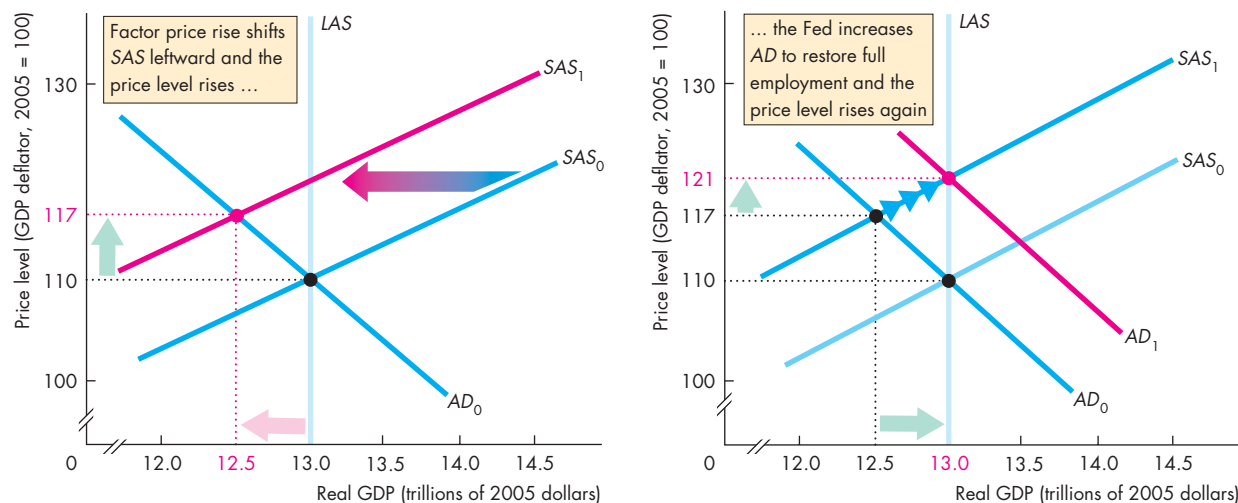 Price level (GDP deflator, 2005 = 100)
Factor price rise shifts
SAS leftward and the
price level rises …
LAS
SAS₁
SAS₀
AD₀
130
117
110
100
0
12.0
12.5
13.0
13.5
14.0
14.5
Real GDP (trillions of 2005 dollars)
Price level (GDP deflator, 2005 = 100)
… the Fed increases
AD to restore full
employment and the
price level rises again
LAS
SAS₁
SAS₀
AD₁
AD₀
130
121
117
110
100
0
12.0
12.5
13.0
13.5
14.0
14.5
Real GDP (trillions of 2005 dollars)